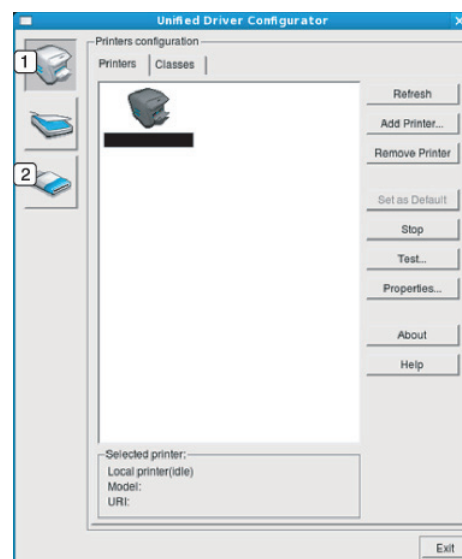 Unified Driver Configurator
1
2
Printers configuration
Printers
Classes
Refresh
Add Printer...
Remove Printer
Set as Default
Stop
Test...
Properties...
About
Help
Selected printer:
Local printer(idle)
Model:
URI:
Exit